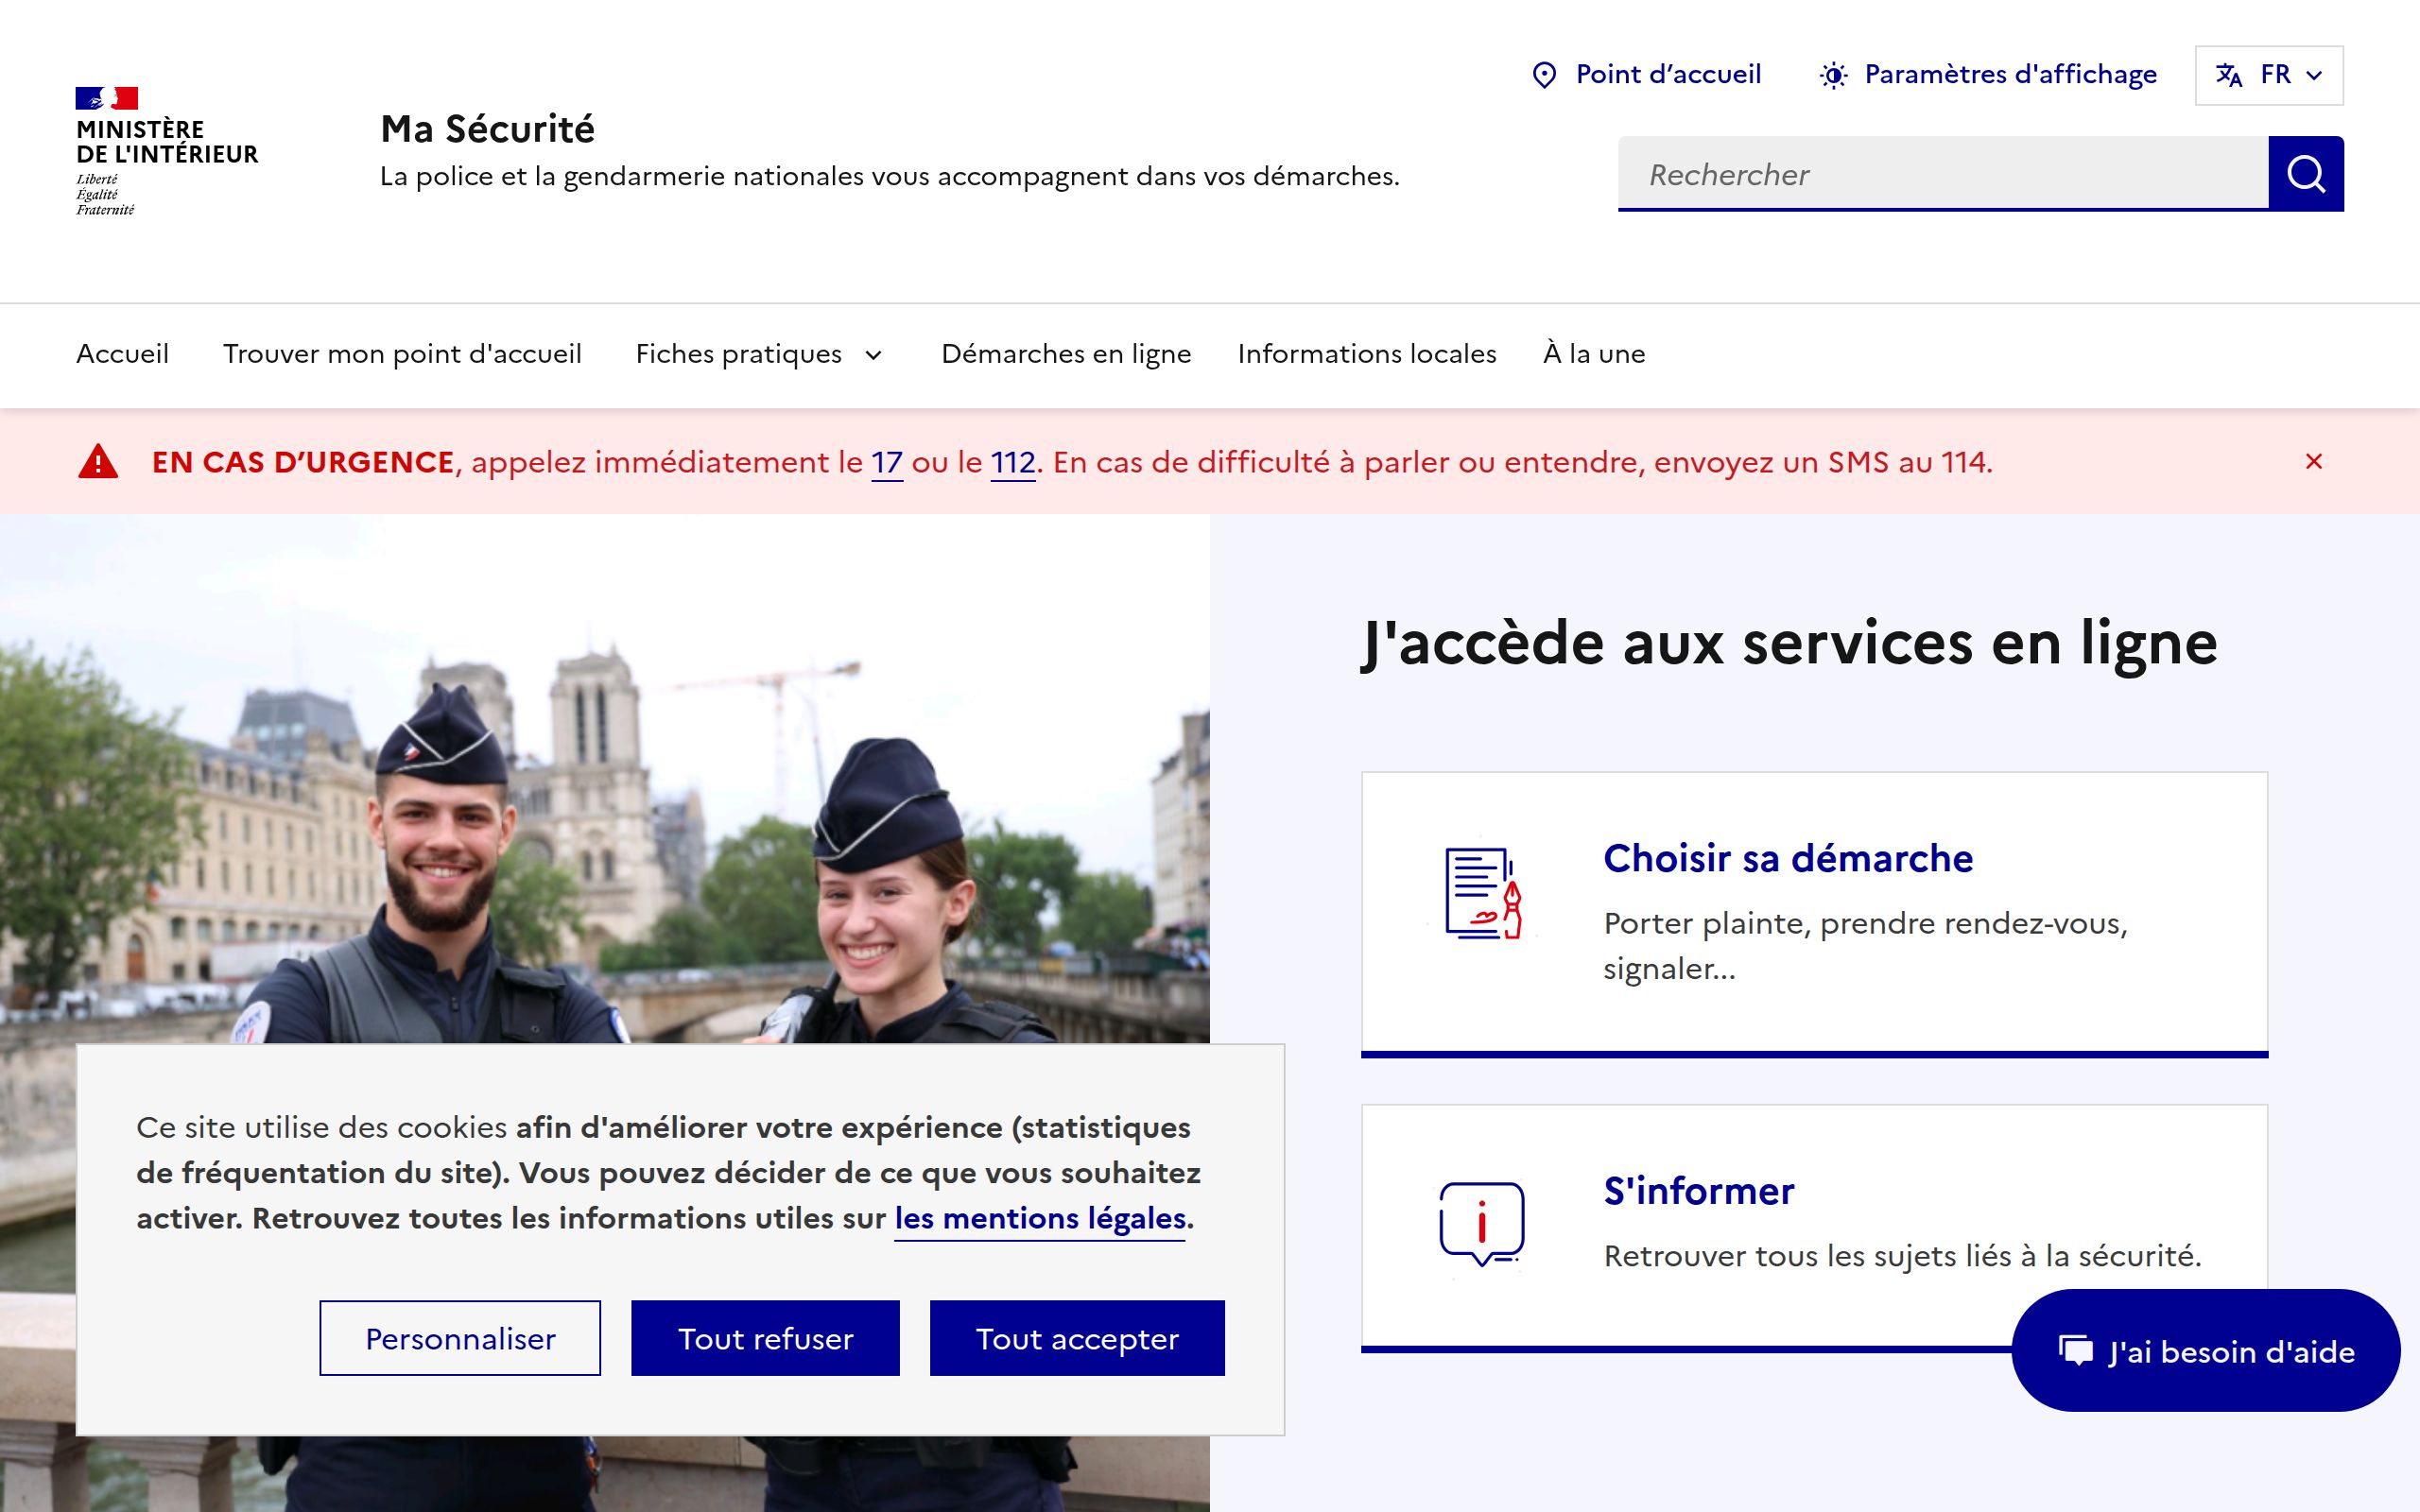 Point d’accueil
Paramètres d'affichage
FR
MINISTÈRE
DE L'INTÉRIEUR
Liberté
Égalité
Fraternité
Ma Sécurité
La police et la gendarmerie nationales vous accompagnent dans vos démarches.
Rechercher
Accueil
Trouver mon point d'accueil
Fiches pratiques
Démarches en ligne
Informations locales
À la une
EN CAS D’URGENCE, appelez immédiatement le 17 ou le 112. En cas de difficulté à parler ou entendre, envoyez un SMS au 114.
J'accède aux services en ligne
Choisir sa démarche
Porter plainte, prendre rendez-vous,
signaler...
S'informer
Retrouver tous les sujets liés à la sécurité.
Ce site utilise des cookies afin d'améliorer votre expérience (statistiques
de fréquentation du site). Vous pouvez décider de ce que vous souhaitez
activer. Retrouvez toutes les informations utiles sur les mentions légales.
Personnaliser
Tout refuser
Tout accepter
J'ai besoin d'aide